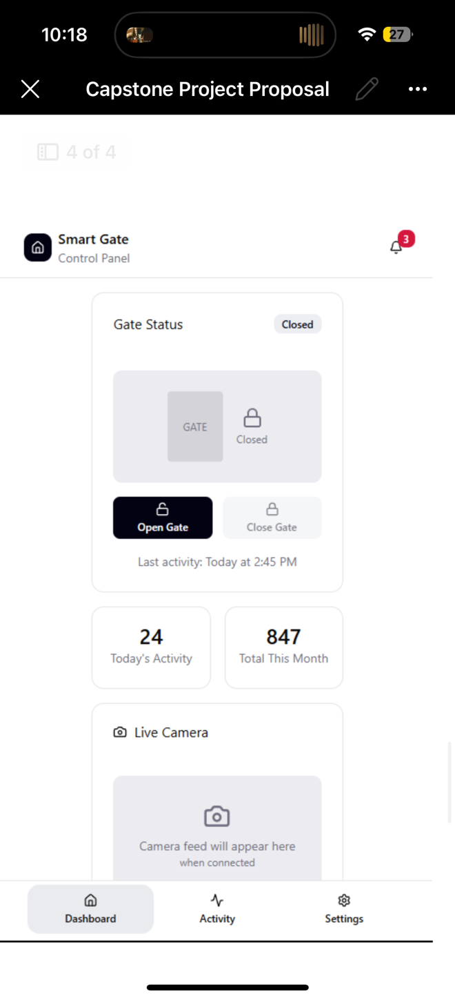 10:18
27
Capstone Project Proposal
4 of 4
Smart Gate
Control Panel
3
Gate Status
Closed
GATE
Closed
Open Gate
Close Gate
Last activity: Today at 2:45 PM
24
Today's Activity
847
Total This Month
Live Camera
Camera feed will appear here
when connected
Dashboard
Activity
Settings